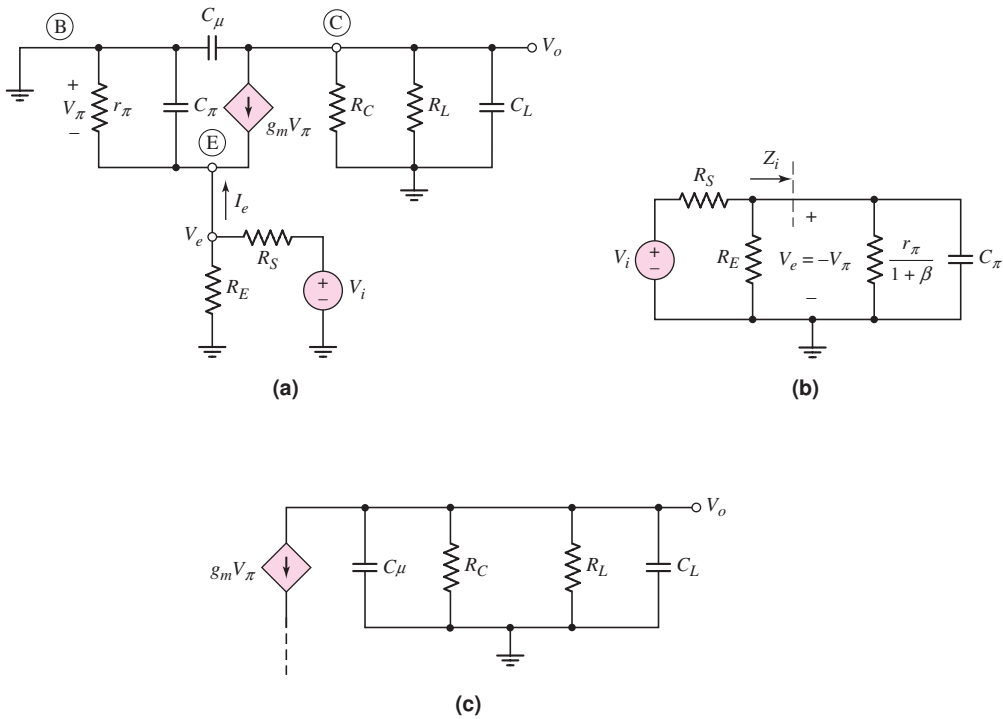 B
C_μ
C
V_o
+
V_π
−
r_π
C_π
g_mV_π
R_C
R_L
C_L
E
I_e
V_e
R_S
R_E
+
−
V_i
(a)
Z_i
R_S
V_i
+
−
R_E
+
V_e = −V_π
−
r_π
1 + β
C_π
(b)
V_o
g_mV_π
Cμ
R_C
R_L
C_L
(c)